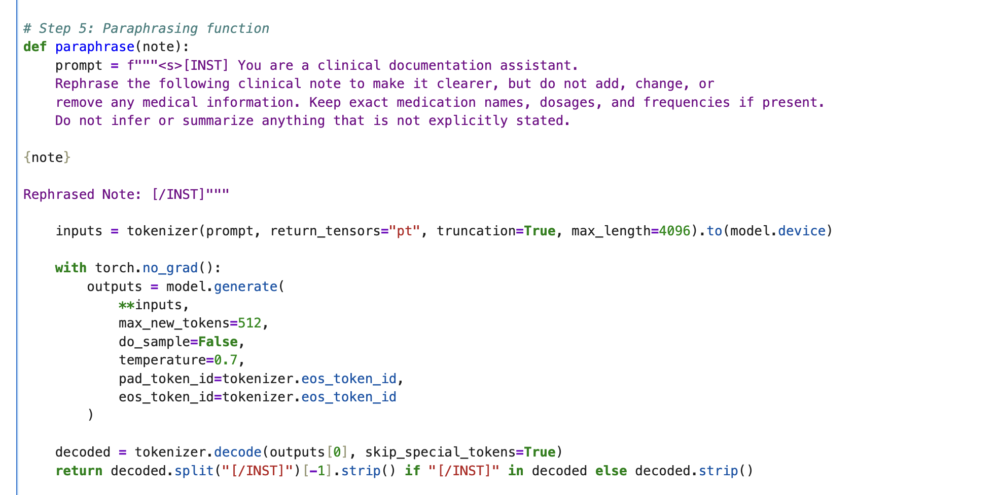 # Step 5: Paraphrasing function
def paraphrase(note):
    prompt = f"""<s>[INST] You are a clinical documentation assistant.
    Rephrase the following clinical note to make it clearer, but do not add, change, or
    remove any medical information. Keep exact medication names, dosages, and frequencies if present.
    Do not infer or summarize anything that is not explicitly stated.

{note}

Rephrased Note: [/INST]"""

    inputs = tokenizer(prompt, return_tensors="pt", truncation=True, max_length=4096).to(model.device)

    with torch.no_grad():
        outputs = model.generate(
            **inputs,
            max_new_tokens=512,
            do_sample=False,
            temperature=0.7,
            pad_token_id=tokenizer.eos_token_id,
            eos_token_id=tokenizer.eos_token_id
        )

    decoded = tokenizer.decode(outputs[0], skip_special_tokens=True)
    return decoded.split("[/INST]")[-1].strip() if "[/INST]" in decoded else decoded.strip()